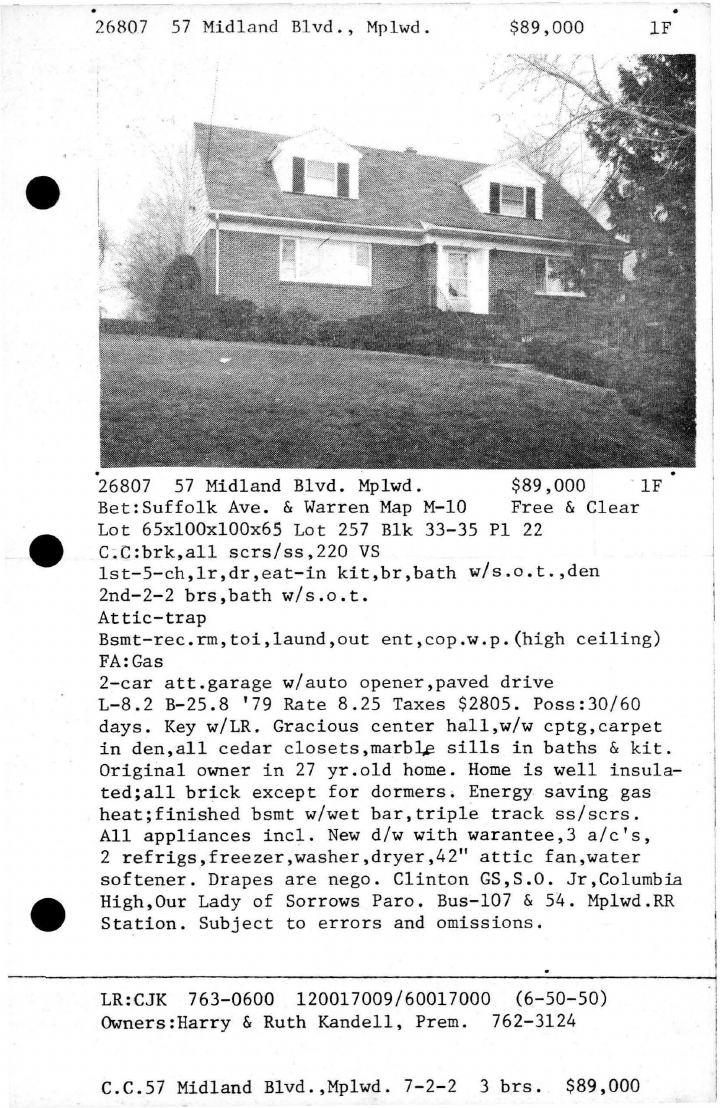 26807 57 Midland Blvd., Mplwd. $89,000 1F
26807 57 Midland Blvd. Mplwd. $89,000 1F
Bet:Suffolk Ave. & Warren Map M-10 Free & Clear
Lot 65x100x100x65 Lot 257 Blk 33-35 Pl 22
C.C:brk,all scrs/ss,220 VS
1st-5-ch,lr,dr,eat-in kit,br,bath w/s.o.t.,den
2nd-2-2 brs,bath w/s.o.t.
Attic-trap
Bsmt-rec.rm,toi,laund,out ent,cop.w.p.(high ceiling)
FA:Gas
2-car att.garage w/auto opener,paved drive
L-8.2 B-25.8 '79 Rate 8.25 Taxes $2805. Poss:30/60
days. Key w/LR. Gracious center hall,w/w cptg,carpet
in den,all cedar closets,marble sills in baths & kit.
Original owner in 27 yr.old home. Home is well insula-
ted;all brick except for dormers. Energy saving gas
heat;finished bsmt w/wet bar,triple track ss/scrs.
All appliances incl. New d/w with warantee,3 a/c's,
2 refrigs,freezer,washer,dryer,42" attic fan,water
softener. Drapes are nego. Clinton GS,S.O. Jr,Columbia
High,Our Lady of Sorrows Paro. Bus-107 & 54. Mplwd.RR
Station. Subject to errors and omissions.
LR:CJK 763-0600 120017009/60017000 (6-50-50)
Owners:Harry & Ruth Kandell, Prem. 762-3124
C.C.57 Midland Blvd.,Mplwd. 7-2-2 3 brs. $89,000